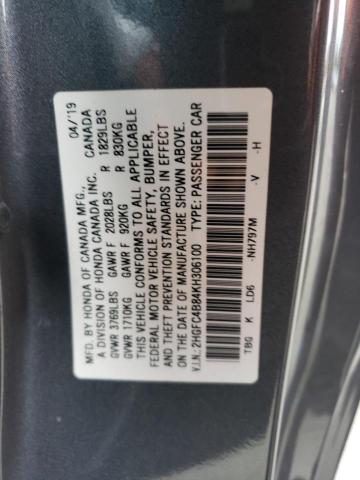 MFD. BY HONDA OF CANADA MFG., 04/19
A DIVISION OF HONDA CANADA INC. CANADA
GVWR 3769LBS GAWR F 2028LBS R 1829LBS
GVWR 1710KG GAWR F 920KG R 830KG
THIS VEHICLE CONFORMS TO ALL APPLICABLE
FEDERAL MOTOR VEHICLE SAFETY, BUMPER,
AND THEFT PREVENTION STANDARDS IN EFFECT
ON THE DATE OF MANUFACTURE SHOWN ABOVE.
V.I.N.:2HGFC4B84KH306100 TYPE: PASSENGER CAR
TBG K LD6 -NH797M -V -H